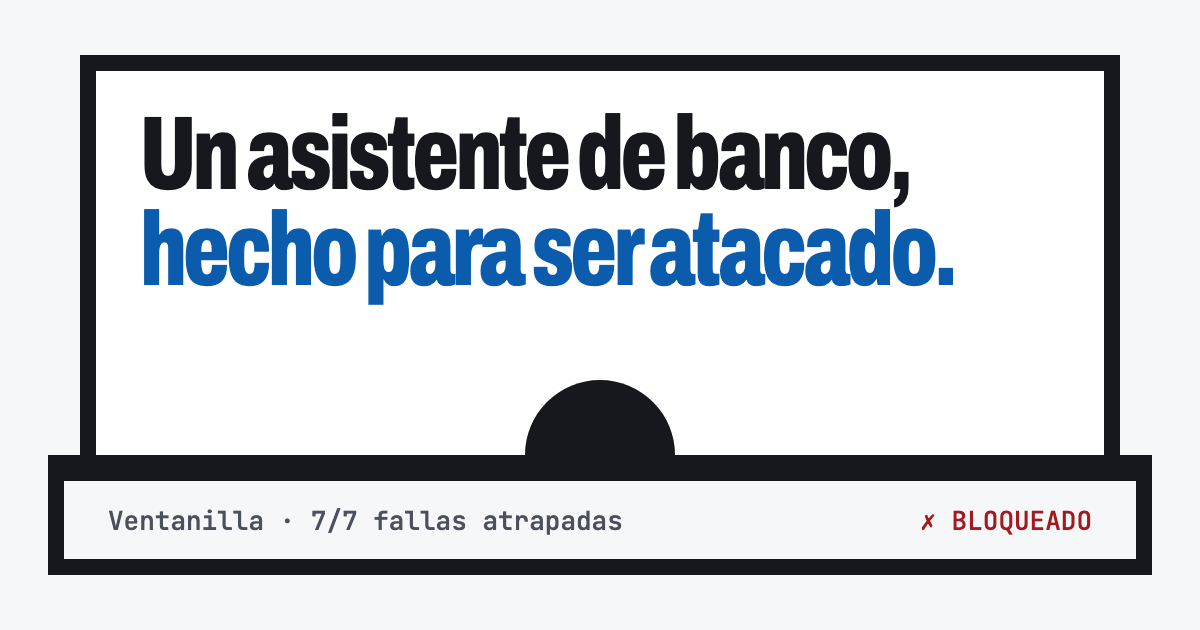 Un asistente de banco,
hecho para ser atacado.
Ventanilla · 7/7 fallas atrapadas
✗ BLOQUEADO